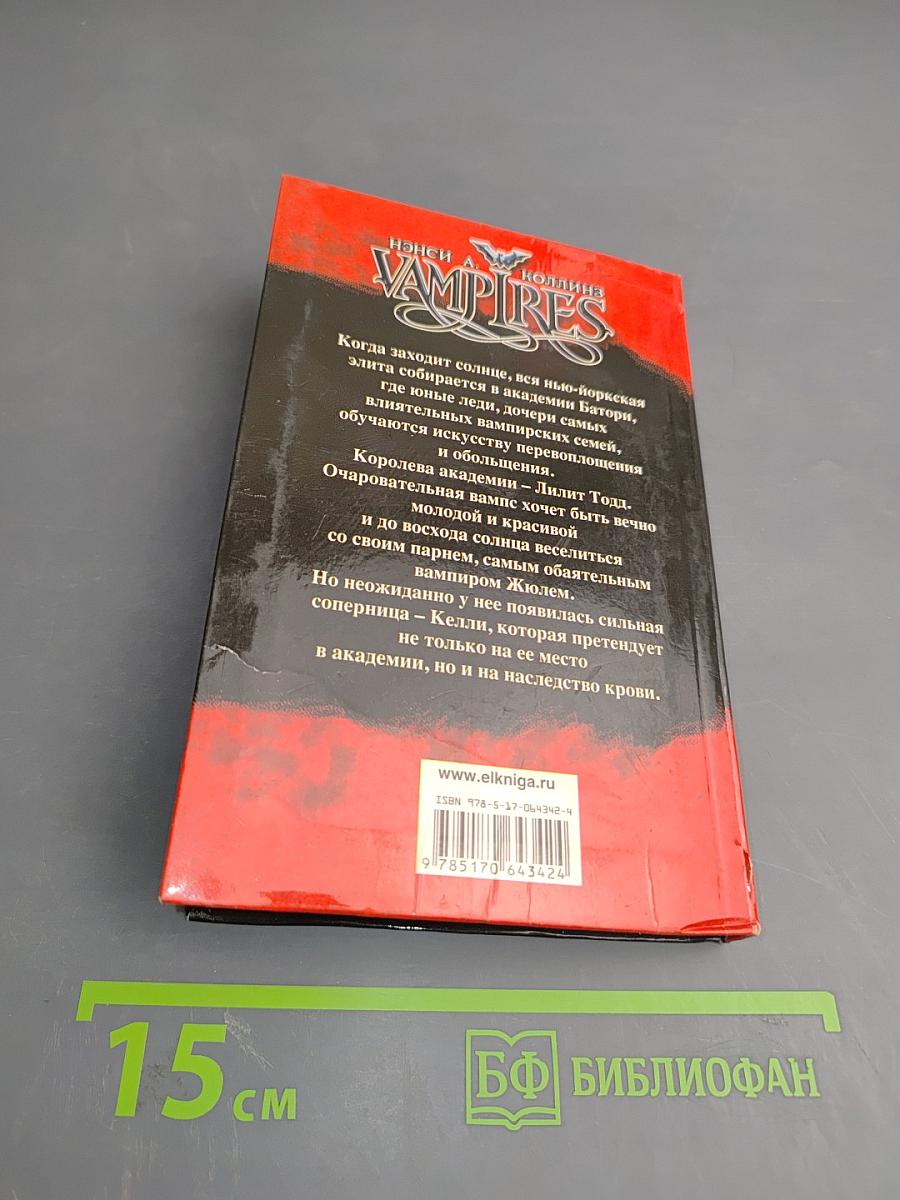 НЭНСИ А. КОЛЛИНЗ
VAMPIRES
Когда заходит солнце, вся нью-йоркская
элита собирается в академии Батори,
где юные леди, дочери самых
влиятельных вампирских семей,
обучаются искусству перевоплощения
и обольщения.
Королева академии – Лилит Тодд.
Очаровательная вампс хочет быть вечно
молодой и красивой
и до восхода солнца веселиться
со своим парнем, самым обаятельным
вампиром Жюлем.
Но неожиданно у нее появилась сильная
соперница – Келли, которая претендует
не только на ее место
в академии, но и на наследство крови.
www.elkniga.ru
ISBN 978-5-17-064342-4
9 785170 643424
15 см
БФ БИБЛИОФАН